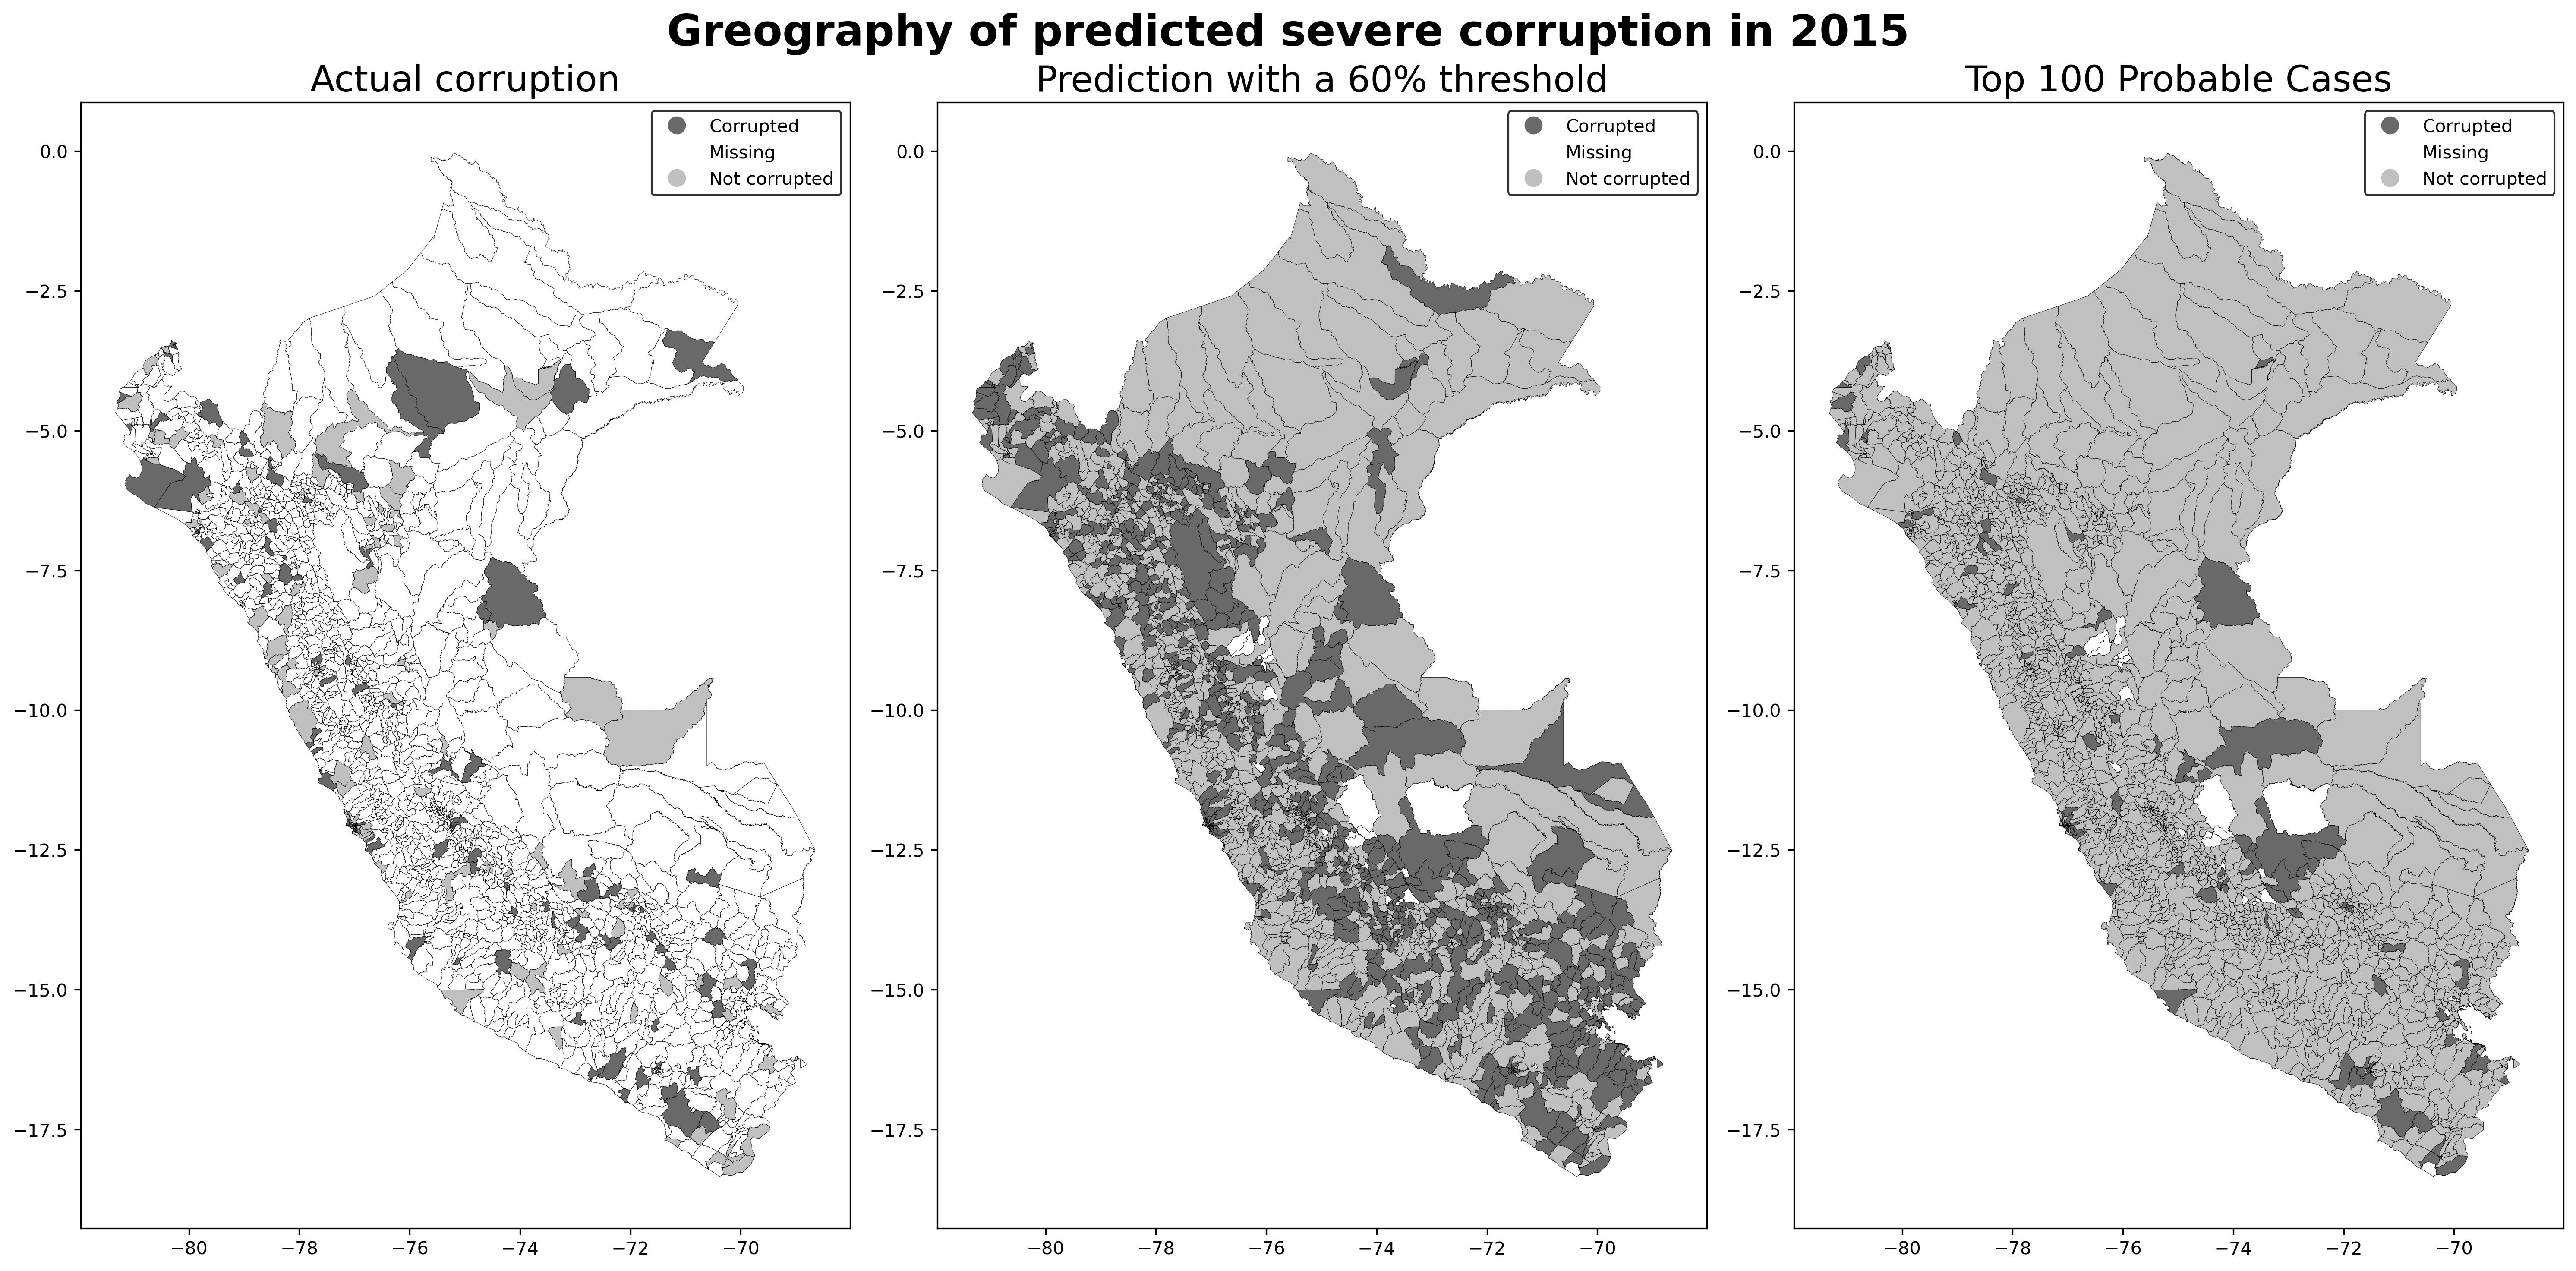 Greography of predicted severe corruption in 2015
Actual corruption
Prediction with a 60% threshold
Top 100 Probable Cases
Corrupted
Missing
Not corrupted
0.0
−2.5
−5.0
−7.5
−10.0
−12.5
−15.0
−17.5
−80 −78 −76 −74 −72 −70
Corrupted
Missing
Not corrupted
0.0
−2.5
−5.0
−7.5
−10.0
−12.5
−15.0
−17.5
−80 −78 −76 −74 −72 −70
Corrupted
Missing
Not corrupted
0.0
−2.5
−5.0
−7.5
−10.0
−12.5
−15.0
−17.5
−80 −78 −76 −74 −72 −70